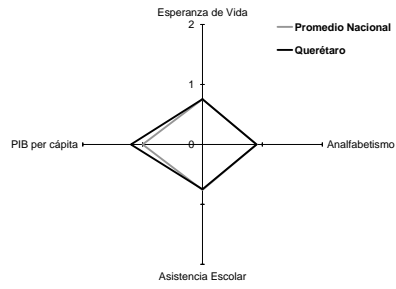 Esperanza de Vida
2
Promedio Nacional
Querétaro
1
PIB per cápita
0
Analfabetismo
Asistencia Escolar